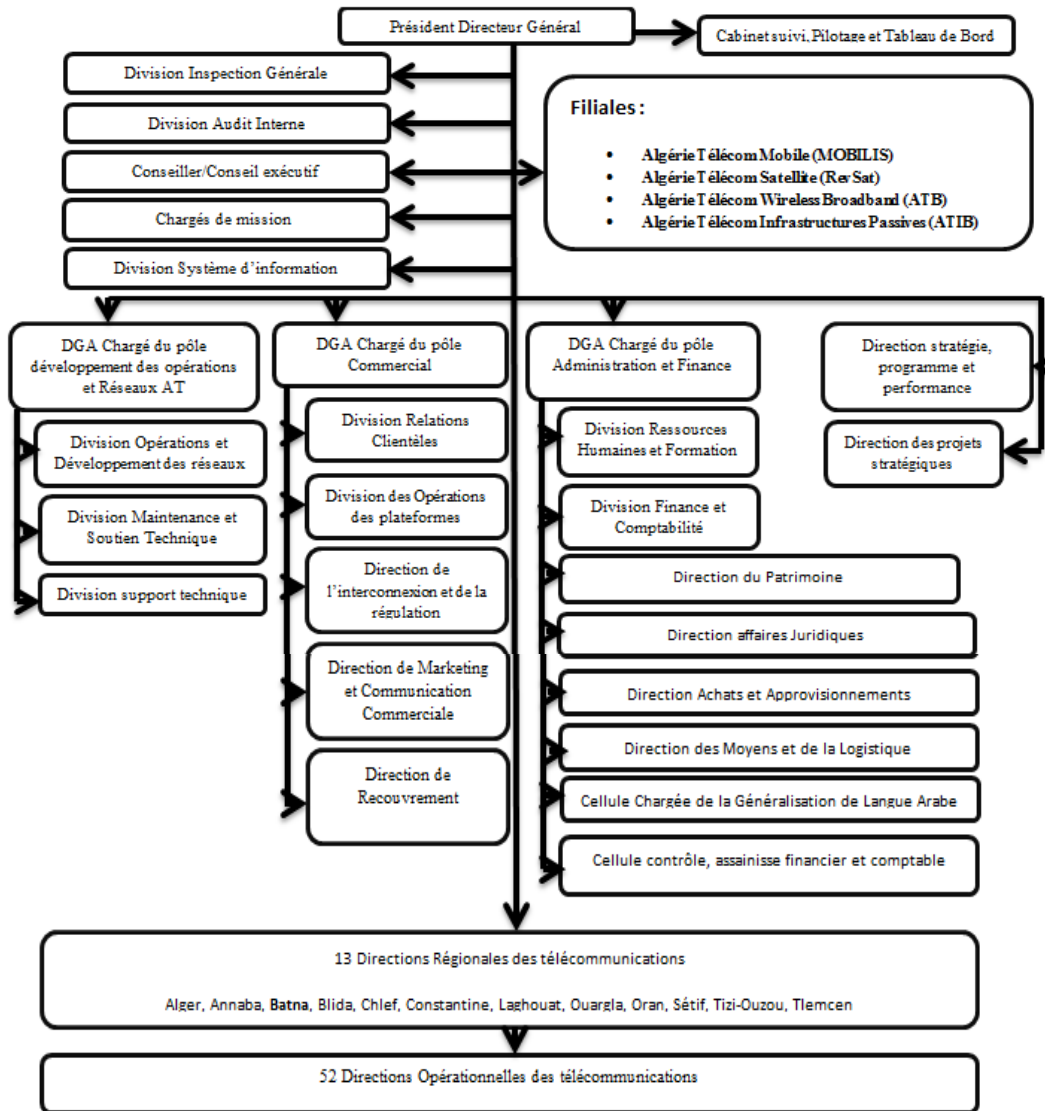 Président Directeur Général
Cabinet suivi, Pilotage et Tableau de Bord
Division Inspection Générale
Division Audit Interne
Conseiller/Conseil exécutif
Chargés de mission
Division Système d'information
Filiales :
• Algérie Télécom Mobile (MOBILIS)
• Algérie Télécom Satellite (RevSat)
• Algérie Télécom Wireless Broadband (ATB)
• Algérie Télécom Infrastructures Passives (ATIB)
DGA Chargé du pôle
développement des opérations
et Réseaux AT
Division Opérations et
Développement des réseaux
Division Maintenance et
Soutien Technique
Division support technique
DGA Chargé du pôle
Commercial
Division Relations
Clientèles
Division des Opérations
des plateformes
Direction de
l'interconnexion et de la
régulation
Direction de Marketing
et Communication
Commerciale
Direction de
Recouvrement
DGA Chargé du pôle
Administration et Finance
Division Ressources
Humaines et Formation
Division Finance et
Comptabilité
Direction du Patrimoine
Direction affaires Juridiques
Direction Achats et Approvisionnements
Direction des Moyens et de la Logistique
Cellule Chargée de la Généralisation de Langue Arabe
Cellule contrôle, assainisse financier et comptable
Direction stratégie,
programme et
performance
Direction des projets
stratégiques
13 Directions Régionales des télécommunications
Alger, Annaba, Batna, Blida, Chlef, Constantine, Laghouat, Ouargla, Oran, Sétif, Tizi-Ouzou, Tlemcen
52 Directions Opérationnelles des télécommunications